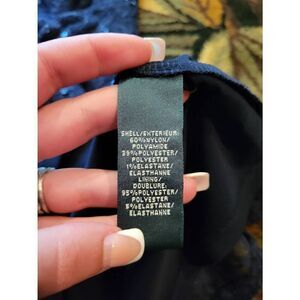 SHELL/EXTERIEUR:
60%NYLON/
POLYAMIDE
39%POLYESTER/
POLYESTER
1%ELASTANE/
ELASTHANNE
LINING/
DOUBLURE:
95%POLYESTER/
POLYESTER
5%ELASTANE/
ELASTHANNE